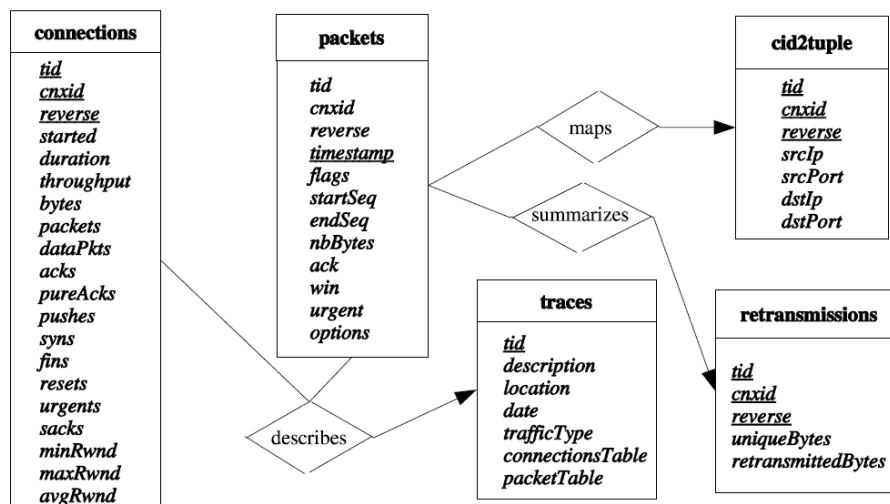 connections
tid
cnxid
reverse
started
duration
throughput
bytes
packets
dataPkts
acks
pureAcks
pushes
syns
fins
resets
urgents
sacks
minRwnd
maxRwnd
avgRwnd
packets
tid
cnxid
reverse
timestamp
flags
startSeq
endSeq
nbBytes
ack
win
urgent
options
maps
summarizes
describes
cid2tuple
tid
cnxid
reverse
srcIp
srcPort
dstIp
dstPort
traces
tid
description
location
date
trafficType
connectionsTable
packetTable
retransmissions
tid
cnxid
reverse
uniqueBytes
retransmittedBytes